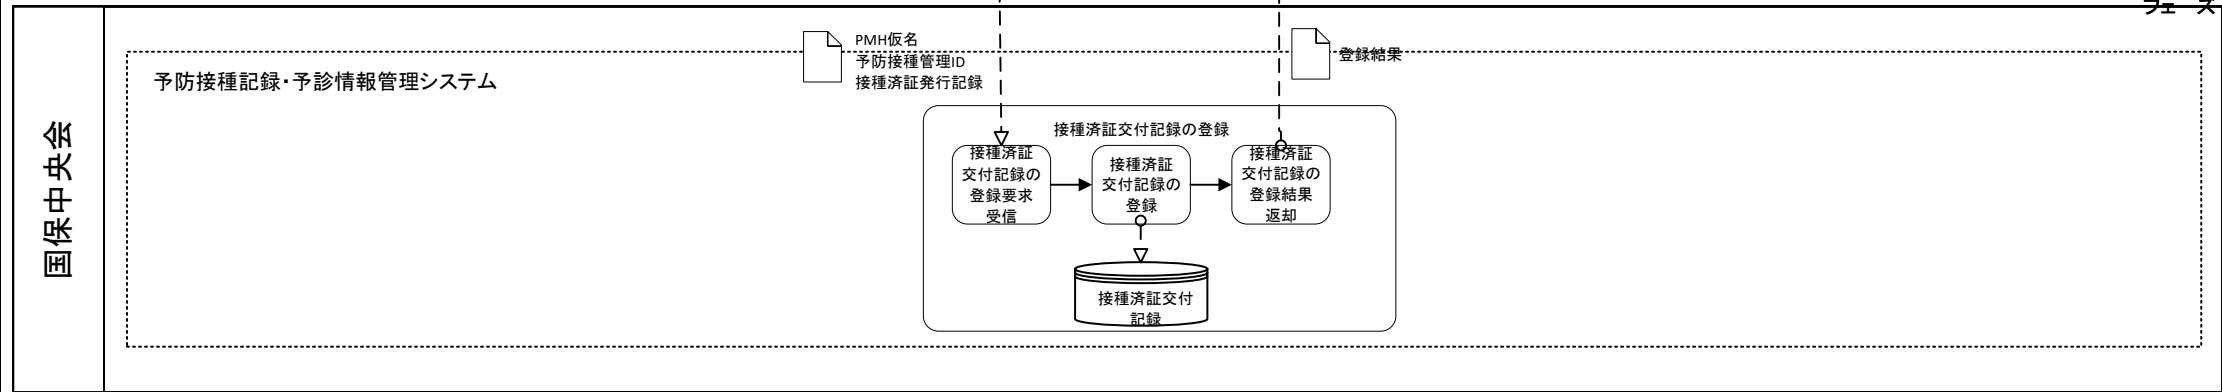 フェーズ
国保中央会
予防接種記録・予診情報管理システム
PMH仮名
予防接種管理ID
接種済証発行記録
登録結果
接種済証交付記録の登録
接種済証
交付記録の
登録要求
受信
接種済証
交付記録の
登録
接種済証
交付記録の
登録結果
返却
接種済証交付
記録